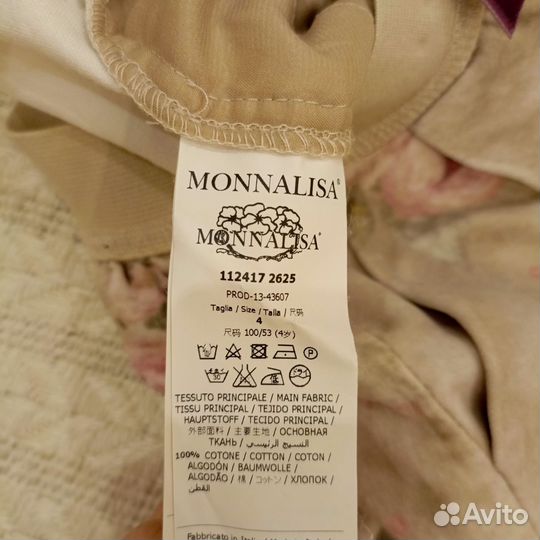 MONNALISA®
MONNALISA®
112417 2625
PROD-13-43607
Taglia / Size / Talla / 尺码
4
尺码 100/53 (4岁)
TESSUTO PRINCIPALE / MAIN FABRIC /
TISSU PRINCIPAL / TEJIDO PRINCIPAL /
HAUPTSTOFF / TECIDO PRINCIPAL /
外部面料 / 主要生地 / ОСНОВНАЯ
ТКАНЬ / النسيج الرئيسي
100% COTONE / COTTON / COTON /
ALGODÓN / BAUMWOLLE /
ALGODÃO / 棉 / コットン / ХЛОПОК /
القطن
Fabbricato in
Avito